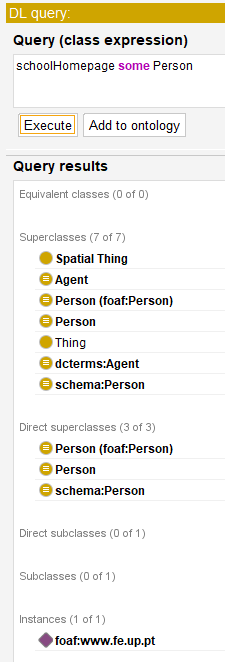 DL query:
Query (class expression)
schoolHomepage some Person
Execute Add to ontology
Query results
Equivalent classes (0 of 0)
Superclasses (7 of 7)
Spatial Thing
Agent
Person (foaf:Person)
Person
Thing
dcterms:Agent
schema:Person
Direct superclasses (3 of 3)
Person (foaf:Person)
Person
schema:Person
Direct subclasses (0 of 1)
Subclasses (0 of 1)
Instances (1 of 1)
foaf:www.fe.up.pt